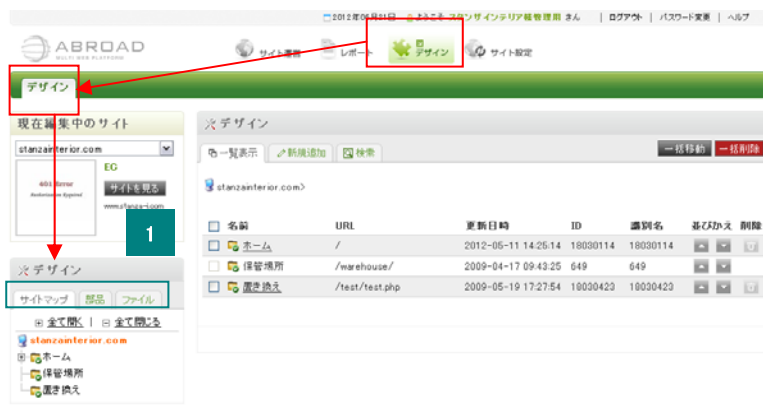 2012年05月21日 ようこそ スタンザインテリア破管理用 さん | ログアウト | パスワード変更 | ヘルプ
ABROAD
MULTI WEB PLATFORM
サイト運営 レポート デザイン サイト設定
デザイン
現在編集中のサイト
stanzainterior.com
EG
401 Error
Authorization Required
サイトを見る
1
デザイン
サイトマップ 部品 ファイル
全て開く | 全て閉じる
stanzainterior.com
ホーム
保管場所
置き換え
デザイン
一覧表示 新規追加 検索 一括移動 一括削除
stanzainterior.com>
名前 URL 更新日時 ID 識別名 並びかえ 削除
ホーム / 2012-05-11 14:25:14 18030114 18030114
保管場所 /warehouse/ 2009-04-17 09:43:25 649 649
置き換え /test/test.php 2009-05-19 17:27:54 18030423 18030423